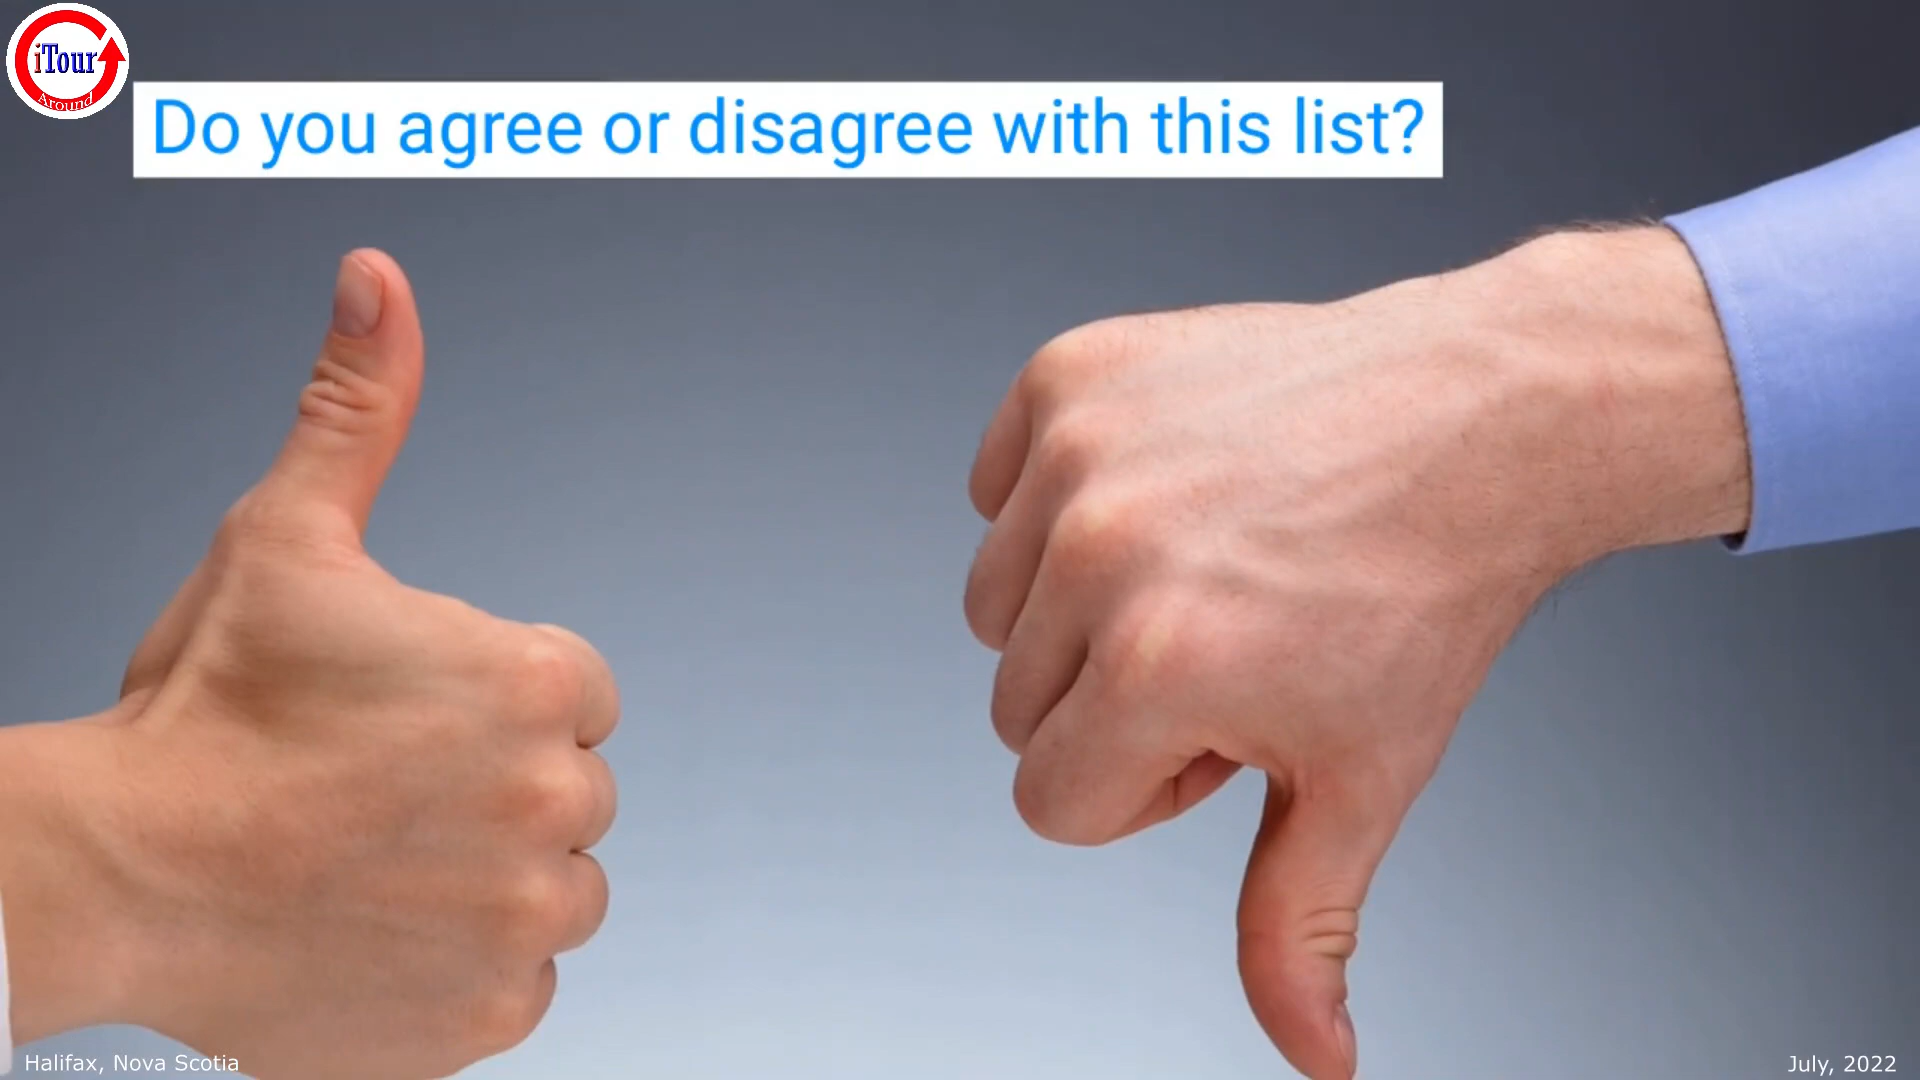 iTour
Around
Do you agree or disagree with this list?
Halifax, Nova Scotia
July, 2022